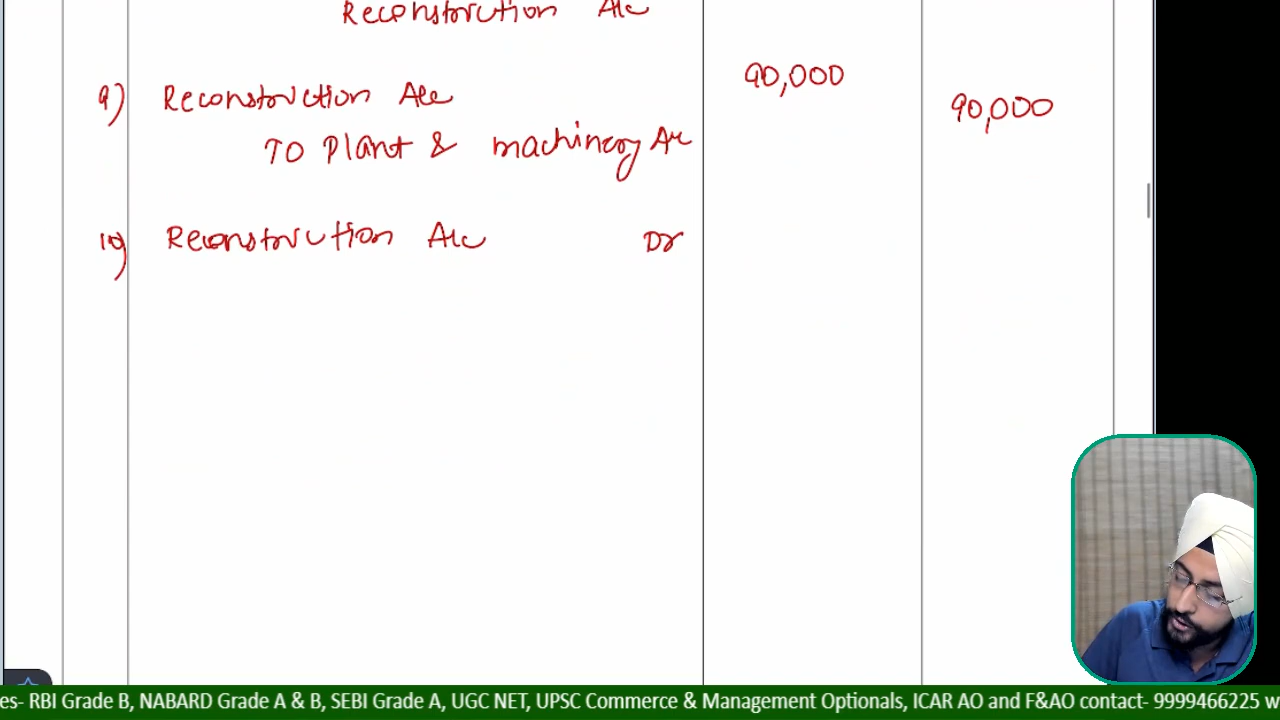 Reconstruction A/c
90,000
9) Reconstruction A/c
90,000
To Plant & machinery A/c
10) Reconstruction A/c Dr
es- RBI Grade B, NABARD Grade A & B, SEBI Grade A, UGC NET, UPSC Commerce & Management Optionals, ICAR AO and F&AO contact- 9999466225 w